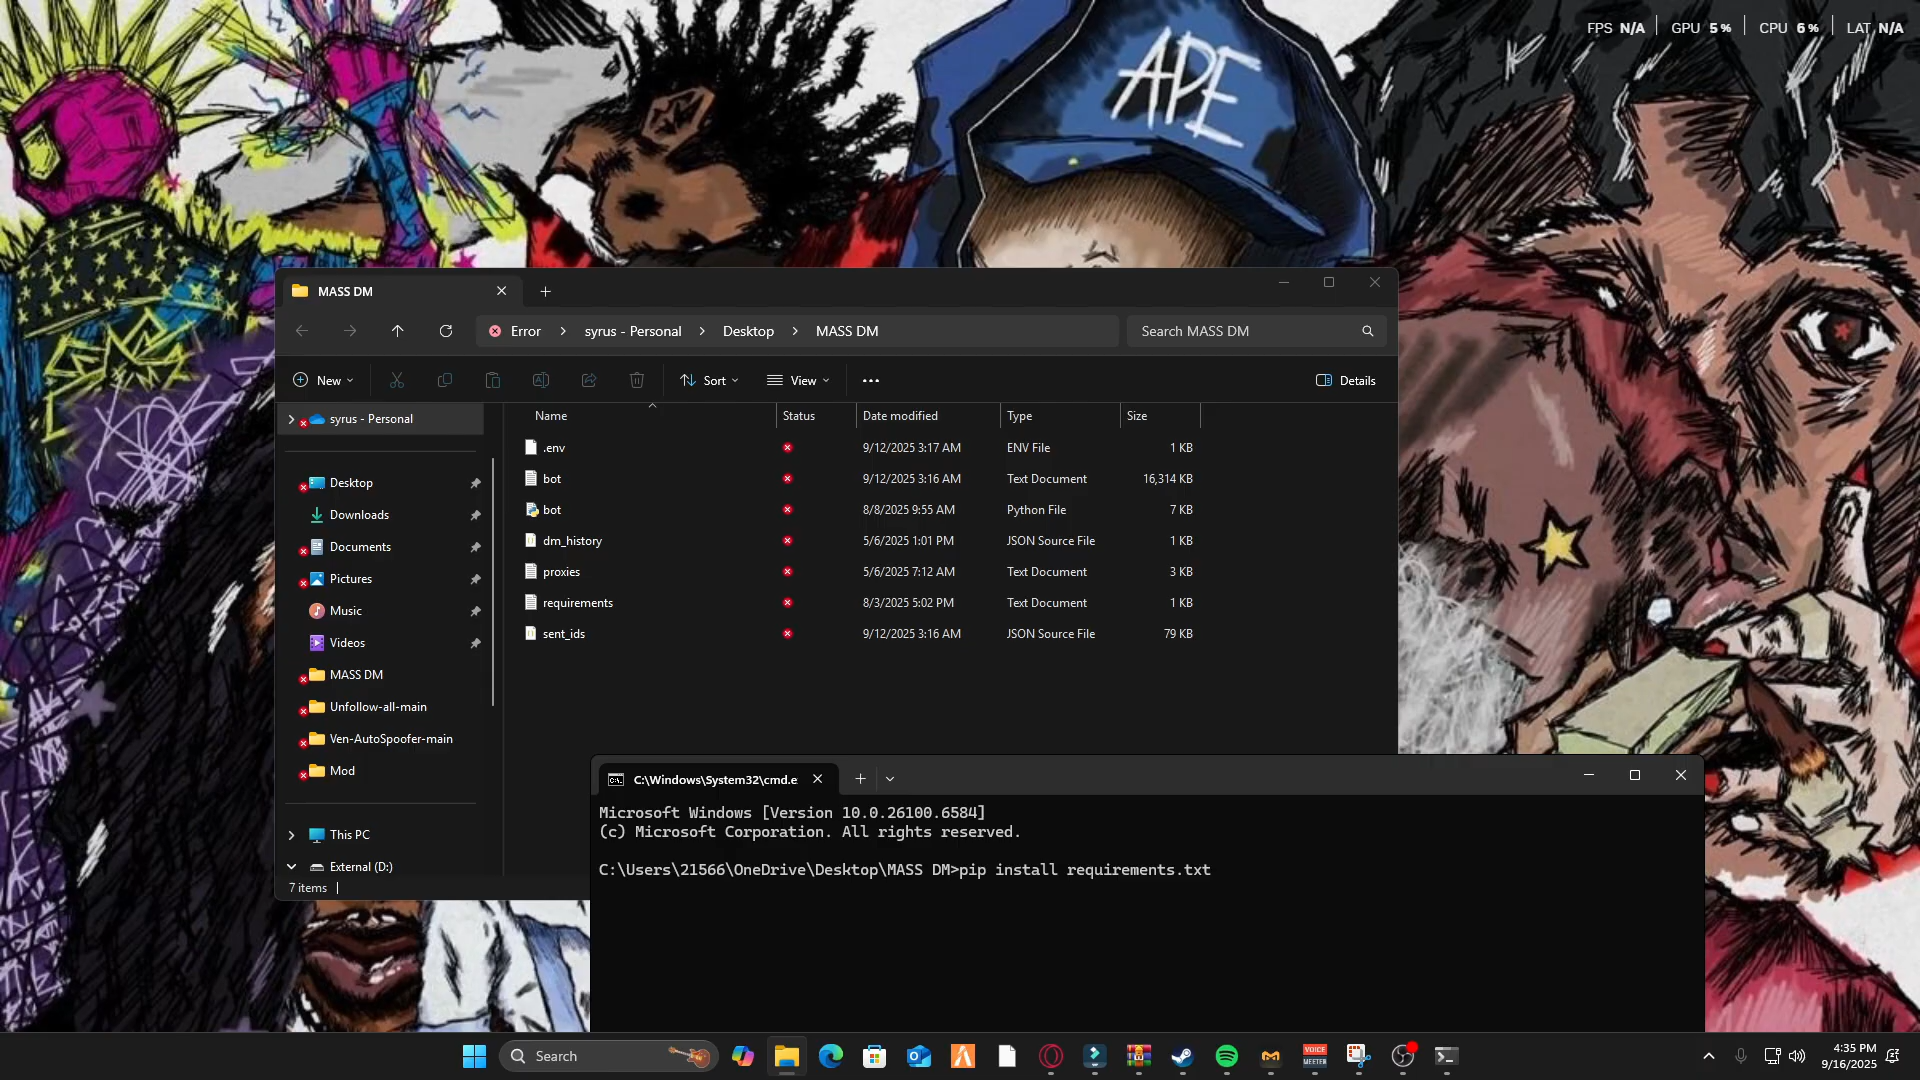 FPS N/A GPU 5% CPU 6% LAT N/A
APE
MASS DM
Error syrus - Personal Desktop MASS DM
Search MASS DM
New Sort View Details
syrus - Personal
Desktop
Downloads
Documents
Pictures
Music
Videos
MASS DM
Unfollow-all-main
Ven-AutoSpoofer-main
Mod
This PC
External (D:)
7 items
Name Status Date modified Type Size
.env 9/12/2025 3:17 AM ENV File 1 KB
bot 9/12/2025 3:16 AM Text Document 16,314 KB
bot 8/8/2025 9:55 AM Python File 7 KB
dm_history 5/6/2025 1:01 PM JSON Source File 1 KB
proxies 5/6/2025 7:12 AM Text Document 3 KB
requirements 8/3/2025 5:02 PM Text Document 1 KB
sent_ids 9/12/2025 3:16 AM JSON Source File 79 KB
C:\Windows\System32\cmd.e
Microsoft Windows [Version 10.0.26100.6584]
(c) Microsoft Corporation. All rights reserved.
C:\Users\21566\OneDrive\Desktop\MASS DM>pip install requirements.txt
Search
VOICE
MEETER
4:35 PM
9/16/2025